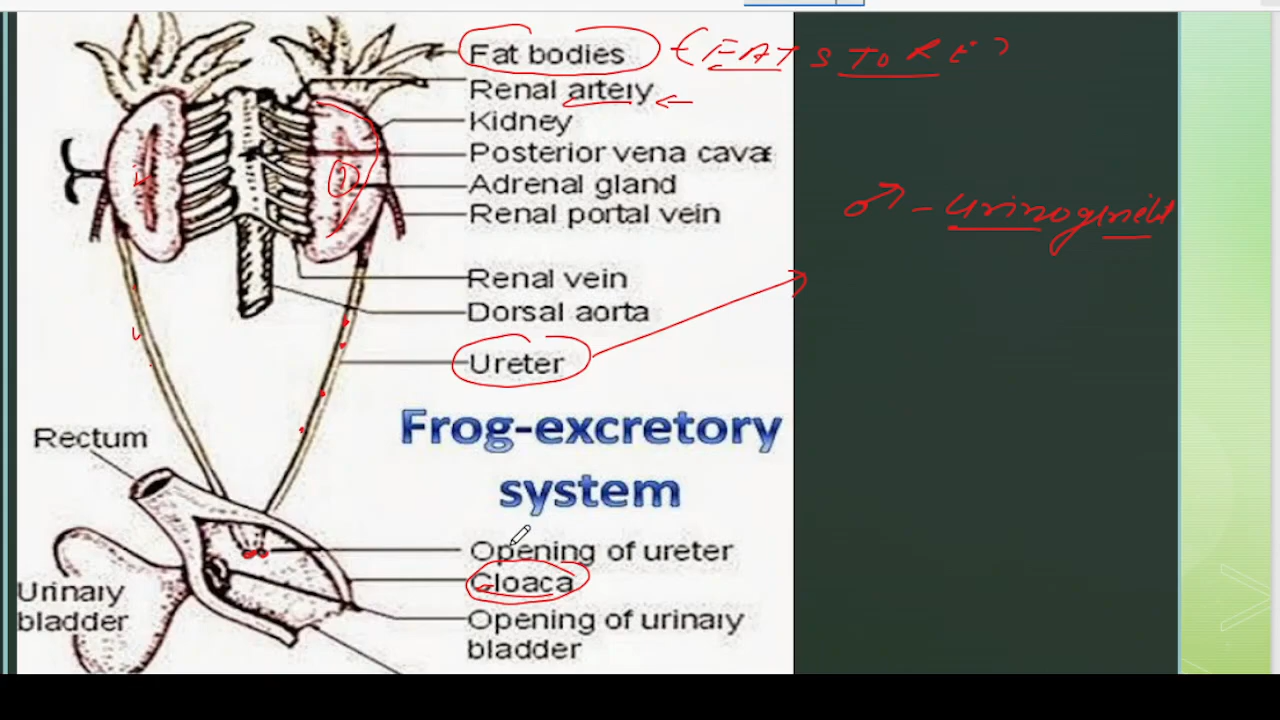 Fat bodies (FAT STORE)
Renal artery
Kidney
Posterior vena cava
Adrenal gland
♂ - urinogenital
Renal portal vein
Renal vein
Dorsal aorta
Ureter
Frog-excretory
system
Rectum
Opening of ureter
Cloaca
Urinary
bladder
Opening of urinary
bladder